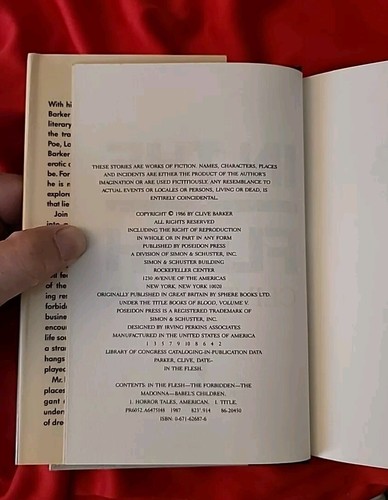 With hi
Barker
literary
the tra
Poe, Lo
Barker
erotic
be. For
he is n
explor
that lie
Join
of the
ing res
forbid
busine
encou
life so
a stra
hangs
played
Mr.
places
gant
under
of dre
THESE STORIES ARE WORKS OF FICTION. NAMES, CHARACTERS, PLACES
AND INCIDENTS ARE EITHER THE PRODUCT OF THE AUTHOR'S
IMAGINATION OR ARE USED FICTITIOUSLY. ANY RESEMBLANCE TO
ACTUAL EVENTS OR LOCALES OR PERSONS, LIVING OR DEAD, IS
ENTIRELY COINCIDENTAL.
COPYRIGHT © 1986 BY CLIVE BARKER
ALL RIGHTS RESERVED
INCLUDING THE RIGHT OF REPRODUCTION
IN WHOLE OR IN PART IN ANY FORM
PUBLISHED BY POSEIDON PRESS
A DIVISION OF SIMON & SCHUSTER, INC.
SIMON & SCHUSTER BUILDING
ROCKEFELLER CENTER
1230 AVENUE OF THE AMERICAS
NEW YORK, NEW YORK 10020
ORIGINALLY PUBLISHED IN GREAT BRITAIN BY SPHERE BOOKS LTD.
UNDER THE TITLE BOOKS OF BLOOD, VOLUME V.
POSEIDON PRESS IS A REGISTERED TRADEMARK OF
SIMON & SCHUSTER, INC.
DESIGNED BY IRVING PERKINS ASSOCIATES
MANUFACTURED IN THE UNITED STATES OF AMERICA
1 3 5 7 9 10 8 6 4 2
LIBRARY OF CONGRESS CATALOGING-IN-PUBLICATION DATA
BARKER, CLIVE, DATE–
IN THE FLESH.
CONTENTS: IN THE FLESH—THE FORBIDDEN—THE
MADONNA—BABEL'S CHILDREN.
1. HORROR TALES, AMERICAN. I. TITLE.
PR6052.A6475I48 1987 823'.914 86-20450
ISBN: 0-671-62687-6